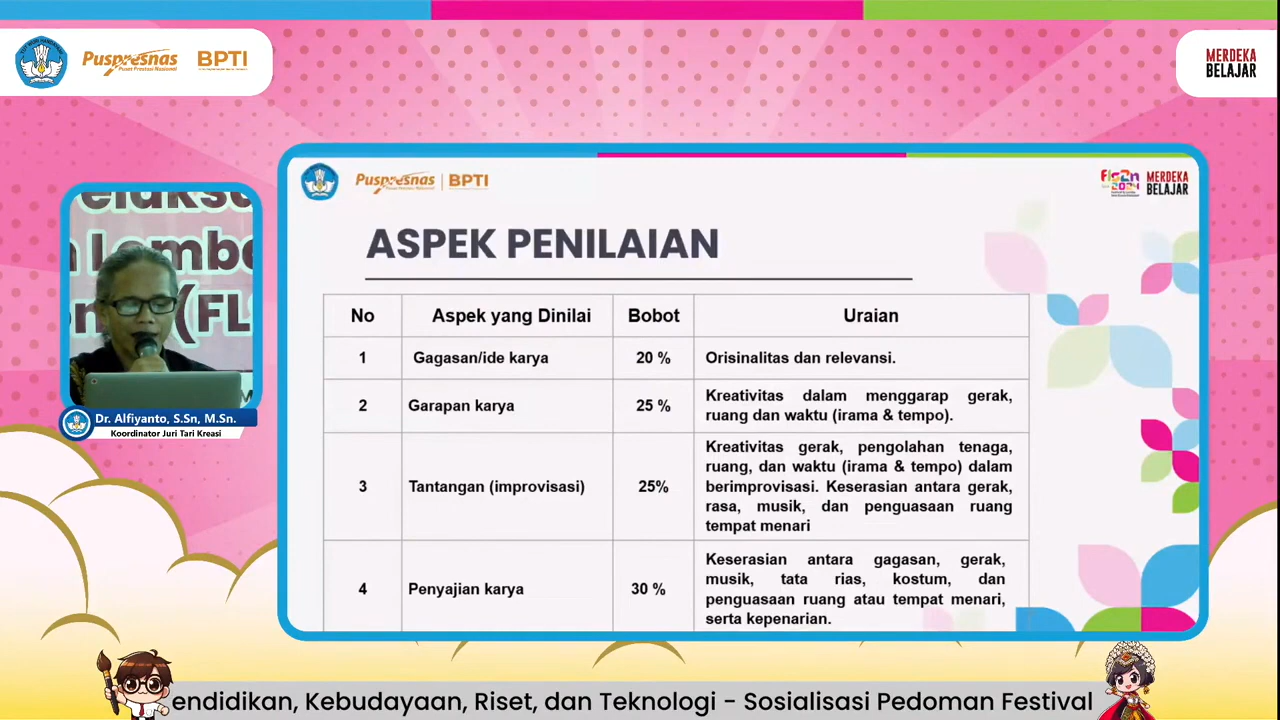 Puspresnas
Pusat Prestasi Nasional
BPTI
MERDEKA
BELAJAR
Puspresnas
BPTI
2024
MERDEKA
BELAJAR
ASPEK PENILAIAN
No Aspek yang Dinilai Bobot Uraian
1 Gagasan/ide karya 20 % Orisinalitas dan relevansi.
2 Garapan karya 25 % Kreativitas dalam menggarap gerak,
ruang dan waktu (irama & tempo).
3 Tantangan (improvisasi) 25% Kreativitas gerak, pengolahan tenaga,
ruang, dan waktu (irama & tempo) dalam
berimprovisasi. Keserasian antara gerak,
rasa, musik, dan penguasaan ruang
tempat menari
4 Penyajian karya 30 % Keserasian antara gagasan, gerak,
musik, tata rias, kostum, dan
penguasaan ruang atau tempat menari,
serta kepenarian.
(FL
Dr. Alfiyanto, S.Sn, M.Sn.
Koordinator Juri Tari Kreasi
endidikan, Kebudayaan, Riset, dan Teknologi - Sosialisasi Pedoman Festival